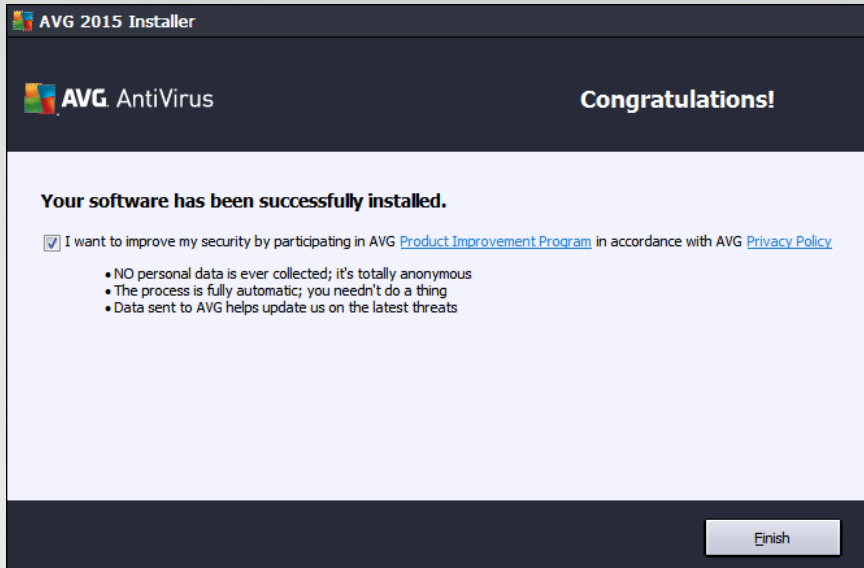 AVG 2015 Installer
AVG. AntiVirus
Congratulations!
Your software has been successfully installed.
I want to improve my security by participating in AVG Product Improvement Program in accordance with AVG Privacy Policy
• NO personal data is ever collected; it's totally anonymous
• The process is fully automatic; you needn't do a thing
• Data sent to AVG helps update us on the latest threats
Finish